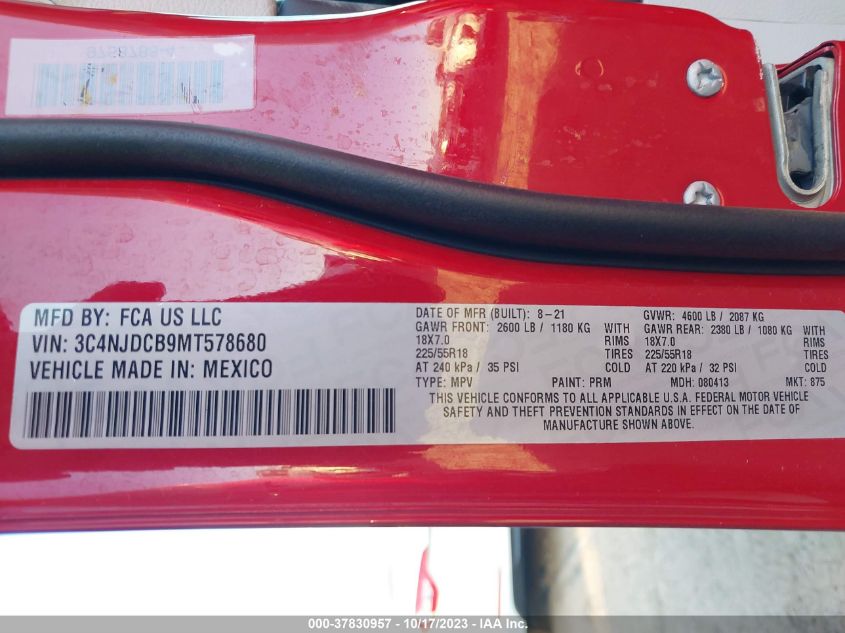 MFD BY: FCA US LLC
VIN: 3C4NJDCB9MT578680
VEHICLE MADE IN: MEXICO
DATE OF MFR (BUILT): 8-21
GVWR: 4600 LB / 2087 KG
GAWR FRONT: 2600 LB / 1180 KG
GAWR REAR: 2380 LB / 1080 KG
18X7.0 RIMS
18X7.0
225/55R18 TIRES
225/55R18
AT 240 kPa / 35 PSI COLD
AT 220 kPa / 32 PSI
RIMS
TIRES
COLD
TYPE: MPV PAINT: PRM MDH: 080413 MKT: 875
THIS VEHICLE CONFORMS TO ALL APPLICABLE U.S.A. FEDERAL MOTOR VEHICLE
SAFETY AND THEFT PREVENTION STANDARDS IN EFFECT ON THE DATE OF
MANUFACTURE SHOWN ABOVE.
000-37830957 - 10/17/2023 - IAA Inc.